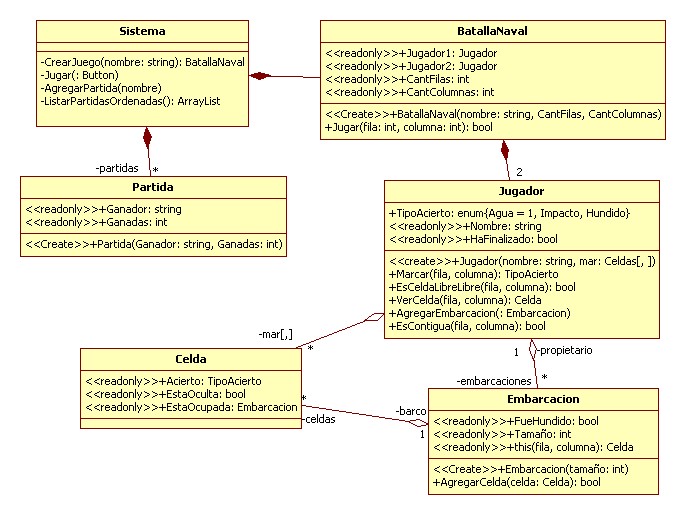 Sistema
-CrearJuego(nombre: string): BatallaNaval
-Jugar(: Button)
-AgregarPartida(nombre)
-ListarPartidasOrdenadas(): ArrayList
BatallaNaval
<<readonly>>+Jugador1: Jugador
<<readonly>>+Jugador2: Jugador
<<readonly>>+CantFilas: int
<<readonly>>+CantColumnas: int
<<Create>>+BatallaNaval(nombre: string, CantFilas, CantColumnas)
+Jugar(fila: int, columna: int): bool
-partidas
*
2
Partida
<<readonly>>+Ganador: string
<<readonly>>+Ganadas: int
<<Create>>+Partida(Ganador: string, Ganadas: int)
Jugador
+TipoAcierto: enum{Agua = 1, Impacto, Hundido}
<<readonly>>+Nombre: string
<<readonly>>+HaFinalizado: bool
<<create>>+Jugador(nombre: string, mar: Celdas[, ])
+Marcar(fila, columna): TipoAcierto
+EsCeldaLibreLibre(fila, columna): bool
+VerCelda(fila, columna): Celda
+AgregarEmbarcacion(: Embarcacion)
+EsContigua(fila, columna): bool
-mar[,]
*
1
-propietario
-embarcaciones
*
Celda
<<readonly>>+Acierto: TipoAcierto
<<readonly>>+EstaOculta: bool
<<readonly>>+EstaOcupada: Embarcacion
*
-celdas
-barco
1
Embarcacion
<<readonly>>+FueHundido: bool
<<readonly>>+Tamaño: int
<<readonly>>+this(fila, columna): Celda
<<Create>>+Embarcacion(tamaño: int)
+AgregarCelda(celda: Celda): bool